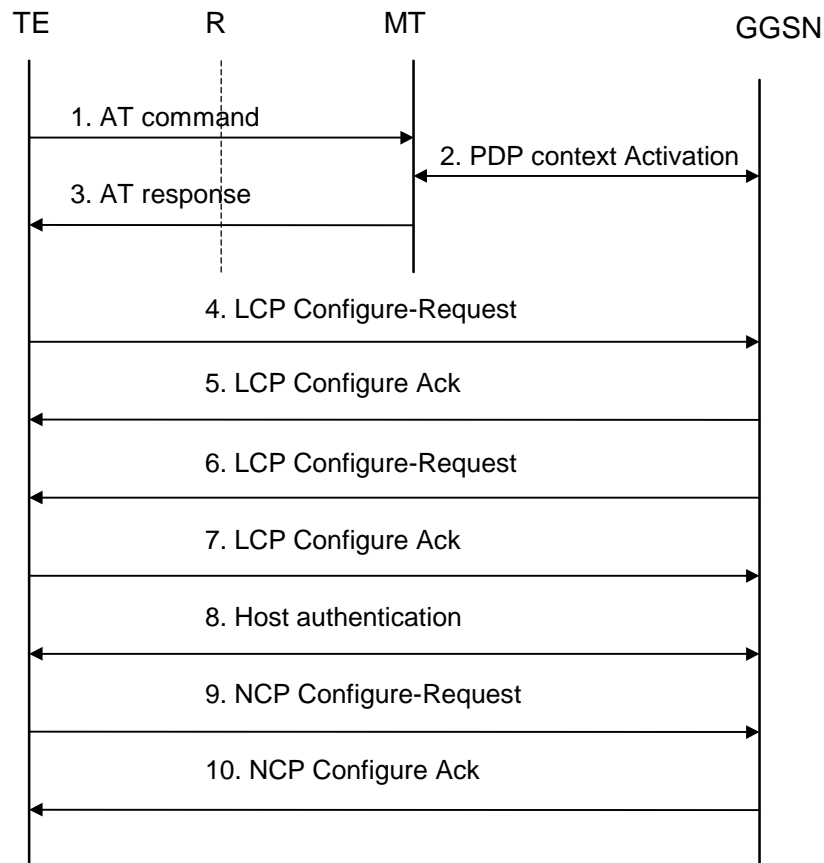 TE R MT GGSN
1. AT command
2. PDP context Activation
3. AT response
4. LCP Configure-Request
5. LCP Configure Ack
6. LCP Configure-Request
7. LCP Configure Ack
8. Host authentication
9. NCP Configure-Request
10. NCP Configure Ack